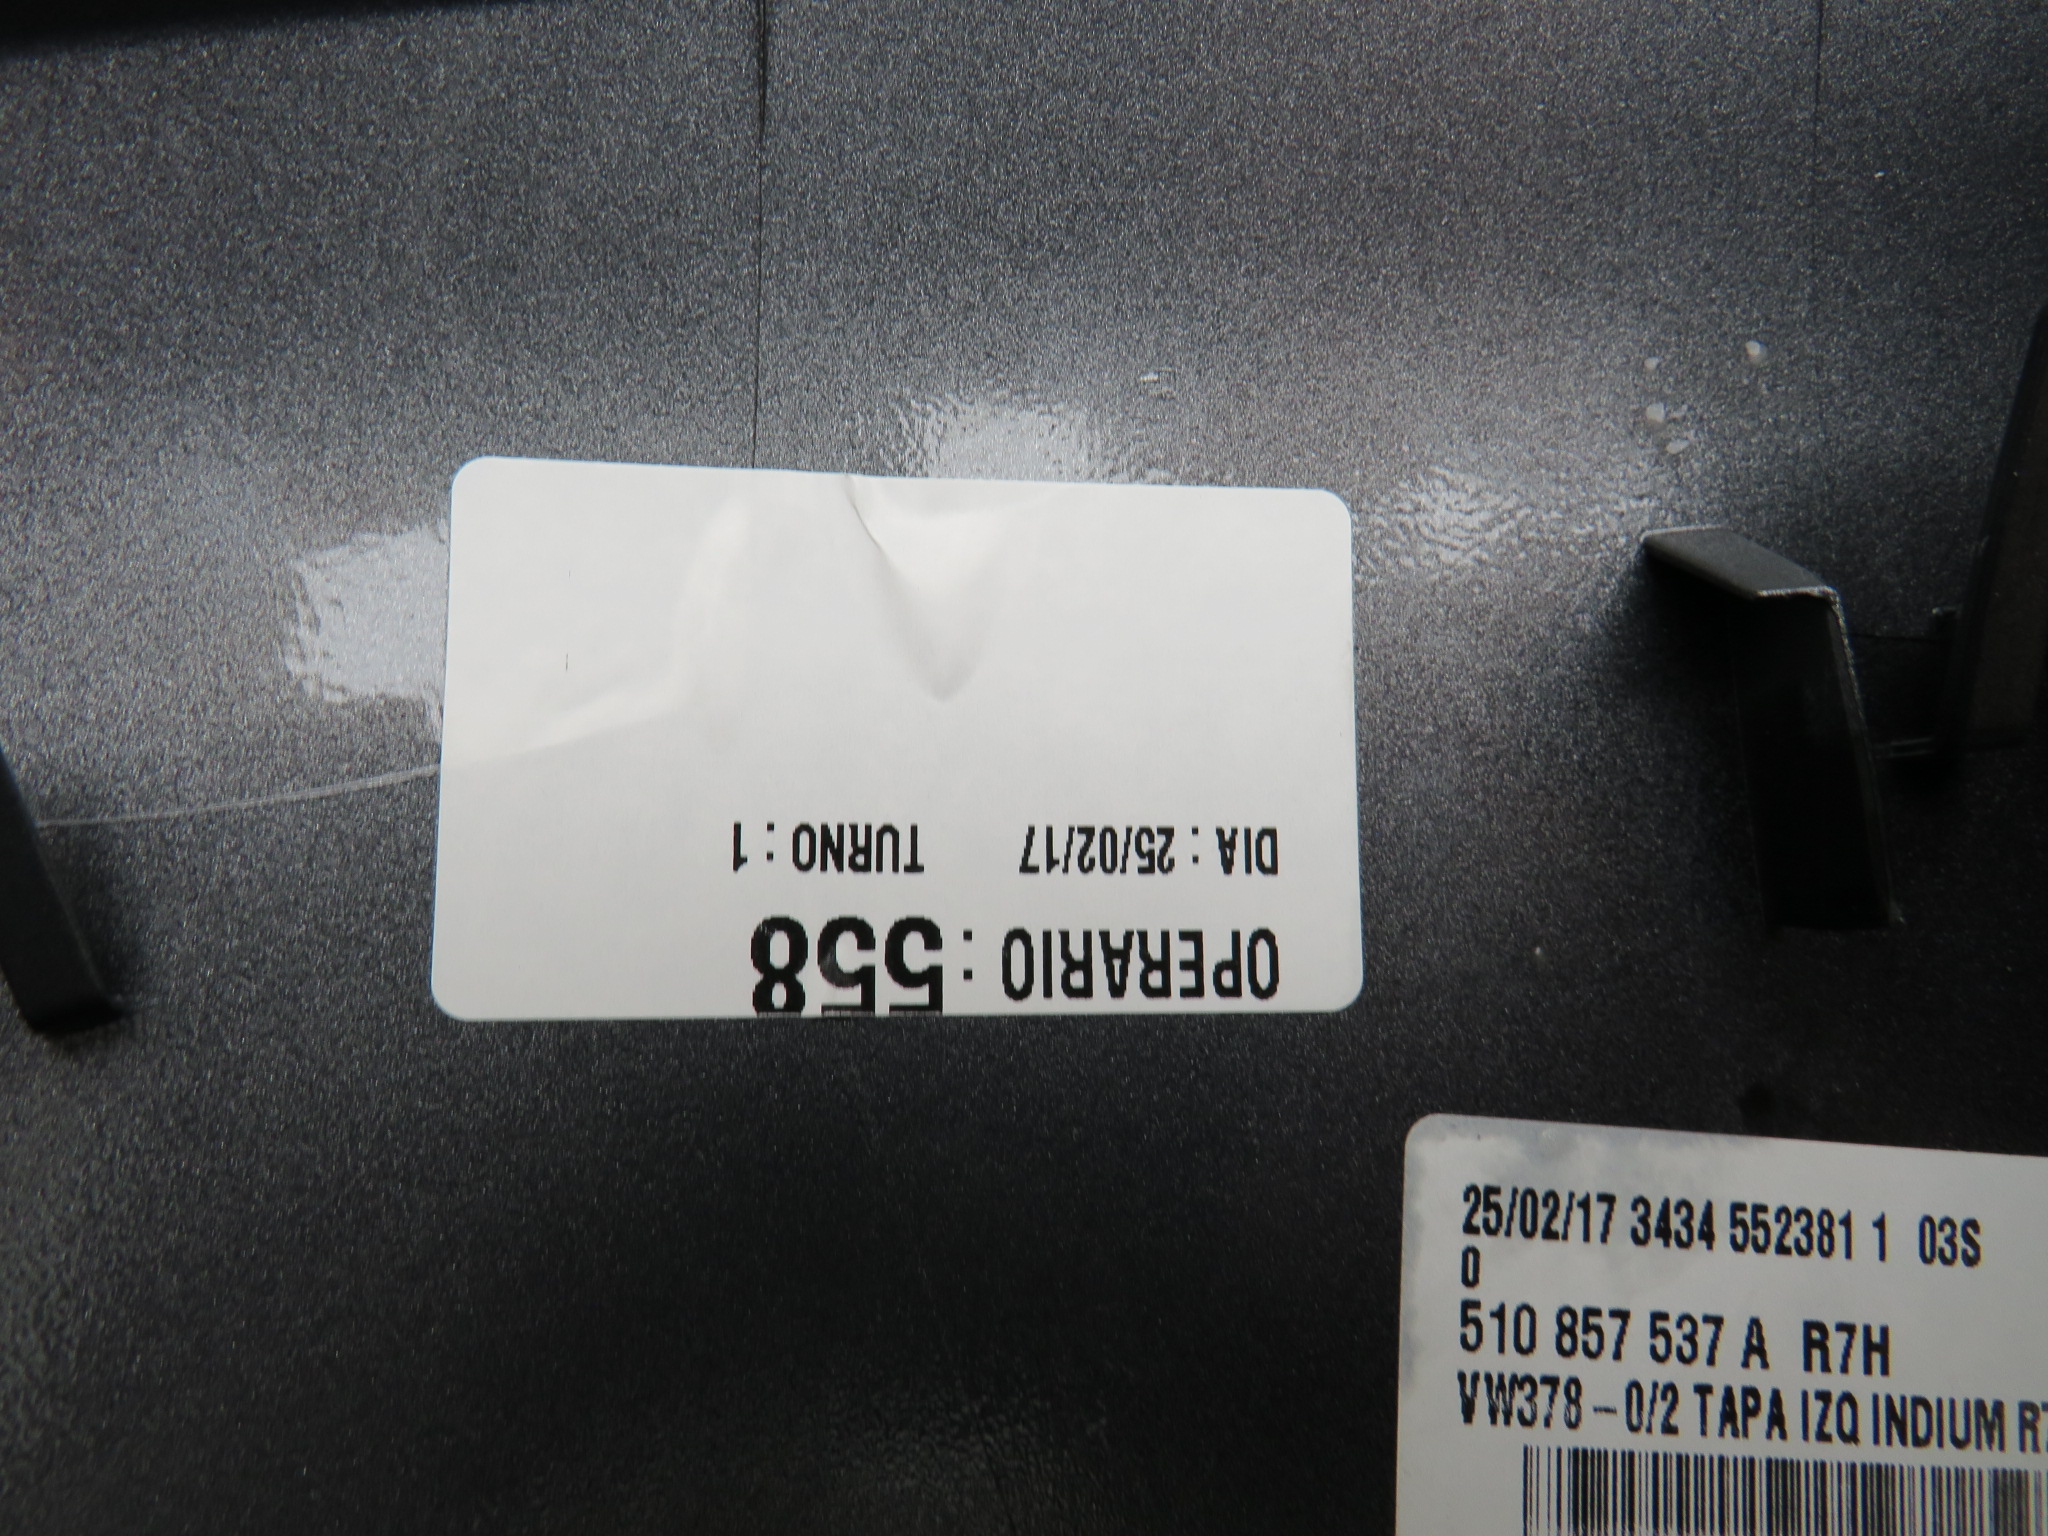 OPERARIO : 558
DIA : 25/02/17 TURNO : 1
25/02/17 3434 552381 1 03S
0
510 857 537 A R7H
VW378-0/2 TAPA IZQ INDIUM